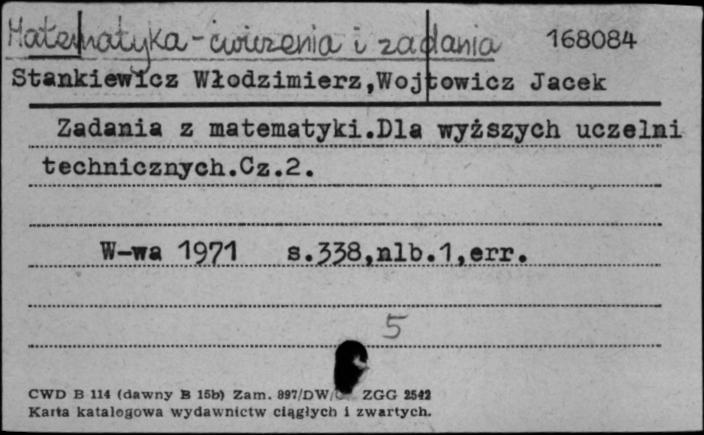 Matematyka - ćwiczenia i zadania 168084
Stankiewicz Włodzimierz,Wojtowicz Jacek
Zadania z matematyki.Dla wyższych uczelni
technicznych.Cz.2.
W-wa 1971 s.338,nlb.1,err.
5
CWD B 114 (dawny B 15b) Zam. 897/DW/ ZGG 2542
Karta katalogowa wydawnictw ciągłych i zwartych.